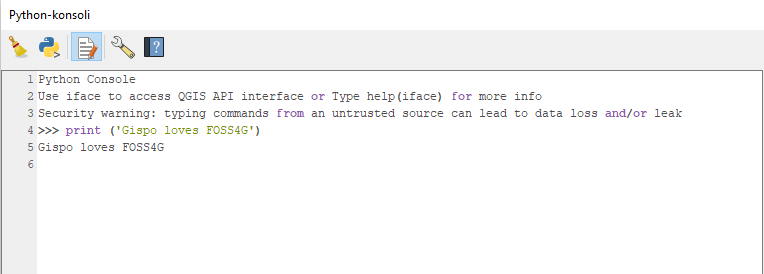 Python-konsoli
1 Python Console
2 Use iface to access QGIS API interface or Type help(iface) for more info
3 Security warning: typing commands from an untrusted source can lead to data loss and/or leak
4 >>> print ('Gispo loves FOSS4G')
5 Gispo loves FOSS4G
6